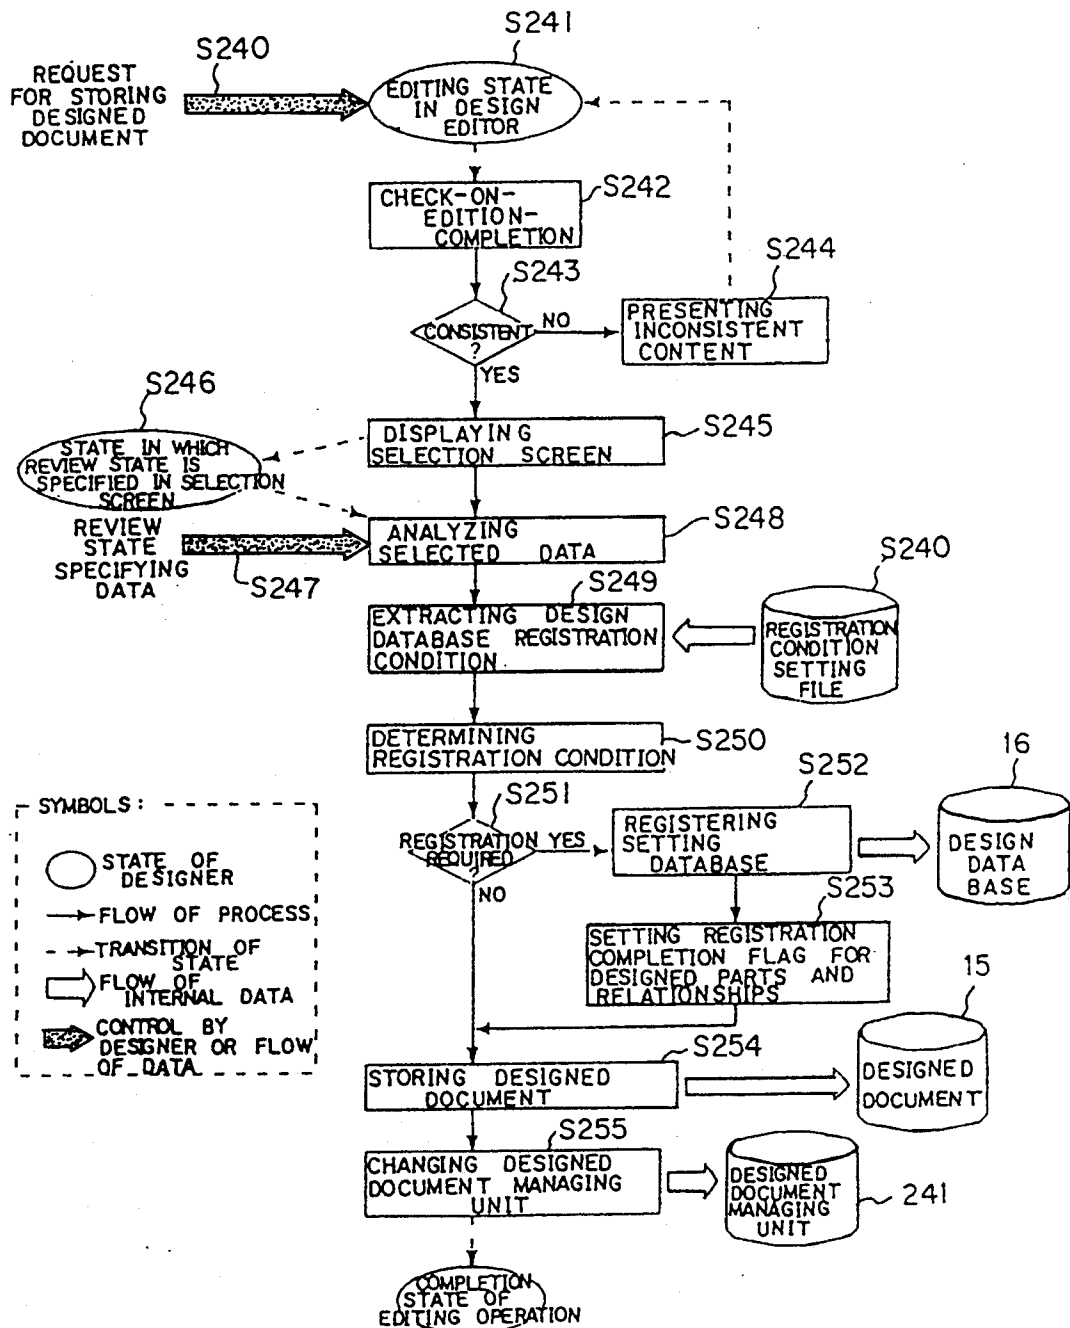 S241
S240
REQUEST
FOR STORING
DESIGNED
DOCUMENT
EDITING STATE
IN DESIGN
EDITOR
S242
CHECK-ON-
EDITION-
COMPLETION
S243
S244
CONSISTENT
?
NO
YES
PRESENTING
INCONSISTENT
CONTENT
S246
STATE IN WHICH
REVIEW STATE IS
SPECIFIED IN SELECTION
SCREEN
S245
DISPLAYING
SELECTION SCREEN
REVIEW
STATE
SPECIFYING
DATA
S247
S248
ANALYZING
SELECTED DATA
S249
EXTRACTING DESIGN
DATABASE REGISTRATION
CONDITION
S240
REGISTRATION
CONDITION
SETTING
FILE
S250
DETERMINING
REGISTRATION CONDITION
S251
REGISTRATION
REQUIRED
?
YES
NO
S252
REGISTERING
SETTING
DATABASE
16
DESIGN
DATA
BASE
S253
SETTING REGISTRATION
COMPLETION FLAG FOR
DESIGNED PARTS AND
RELATIONSHIPS
SYMBOLS:
STATE OF
DESIGNER
FLOW OF PROCESS
TRANSITION OF
STATE
FLOW OF
INTERNAL DATA
CONTROL BY
DESIGNER OR FLOW
OF DATA
S254
STORING DESIGNED
DOCUMENT
15
DESIGNED
DOCUMENT
S255
CHANGING DESIGNED
DOCUMENT MANAGING
UNIT
DESIGNED
DOCUMENT
MANAGING
UNIT
241
COMPLETION
STATE OF
EDITING OPERATION